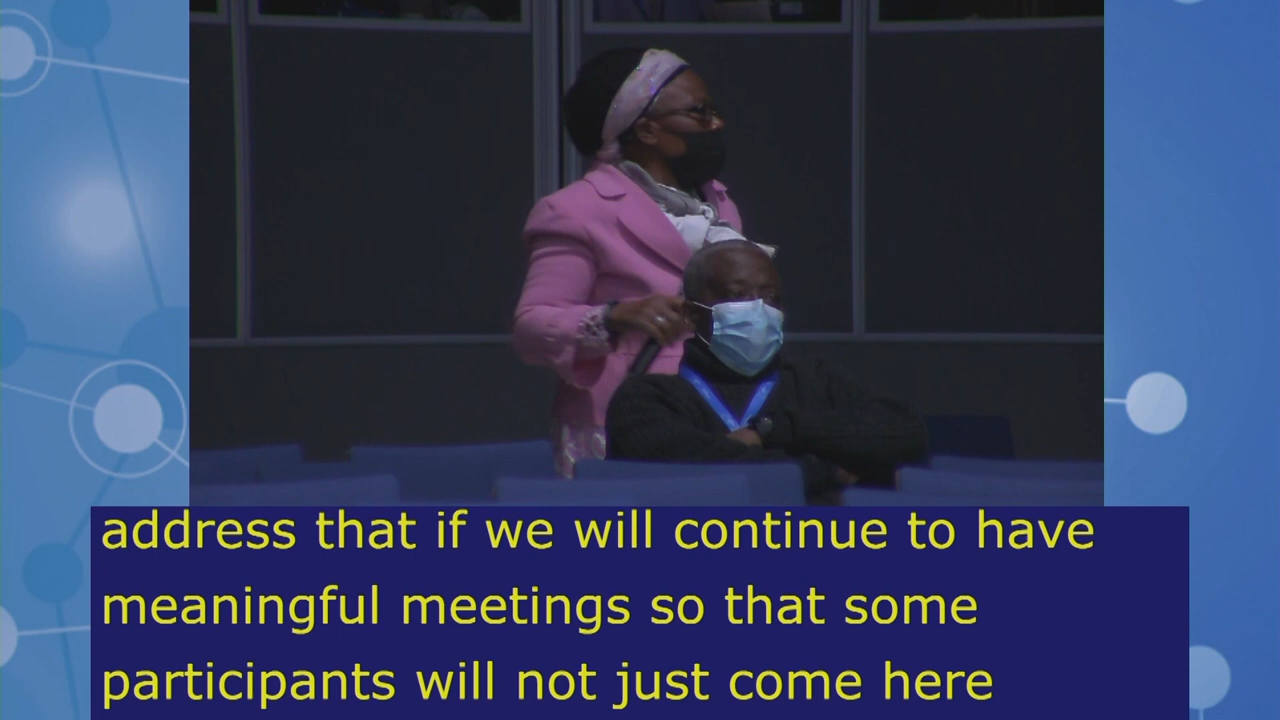 address that if we will continue to have
meaningful meetings so that some
participants will not just come here